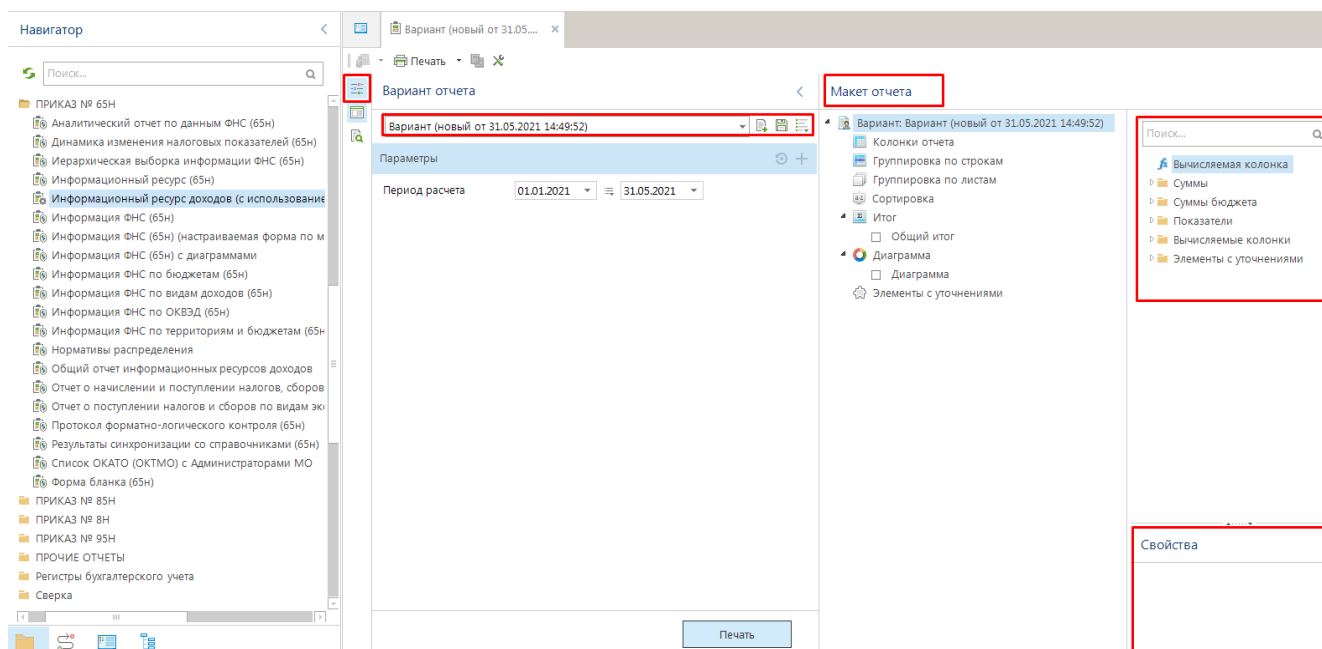 Навигатор
Вариант (новый от 31.05....
Печать
Поиск...
ПРИКАЗ № 65Н
Аналитический отчет по данным ФНС (65н)
Динамика изменения налоговых показателей (65н)
Иерархическая выборка информации ФНС (65н)
Информационный ресурс (65н)
Информационный ресурс доходов (с использование
Информация ФНС (65н)
Информация ФНС (65н) (настраиваемая форма по м
Информация ФНС (65н) с диаграммами
Информация ФНС по бюджетам (65н)
Информация ФНС по видам доходов (65н)
Информация ФНС по ОКВЭД (65н)
Информация ФНС по территориям и бюджетам (65н
Нормативы распределения
Общий отчет информационных ресурсов доходов
Отчет о начислении и поступлении налогов, сборов
Отчет о поступлении налогов и сборов по видам эк
Протокол форматно-логического контроля (65н)
Результаты синхронизации со справочниками (65н)
Список ОКАТО (ОКТМО) с Администраторами МО
Форма бланка (65н)
ПРИКАЗ № 85Н
ПРИКАЗ № 8Н
ПРИКАЗ № 95Н
ПРОЧИЕ ОТЧЕТЫ
Регистры бухгалтерского учета
Сверка
Вариант отчета
Вариант (новый от 31.05.2021 14:49:52)
Параметры
Период расчета 01.01.2021 31.05.2021
Печать
Макет отчета
Вариант: Вариант (новый от 31.05.2021 14:49:52)
Колонки отчета
Группировка по строкам
Группировка по листам
Сортировка
Итог
Общий итог
Диаграмма
Диаграмма
Элементы с уточнениями
Поиск...
Вычисляемая колонка
Суммы
Суммы бюджета
Показатели
Вычисляемые колонки
Элементы с уточнениями
Свойства